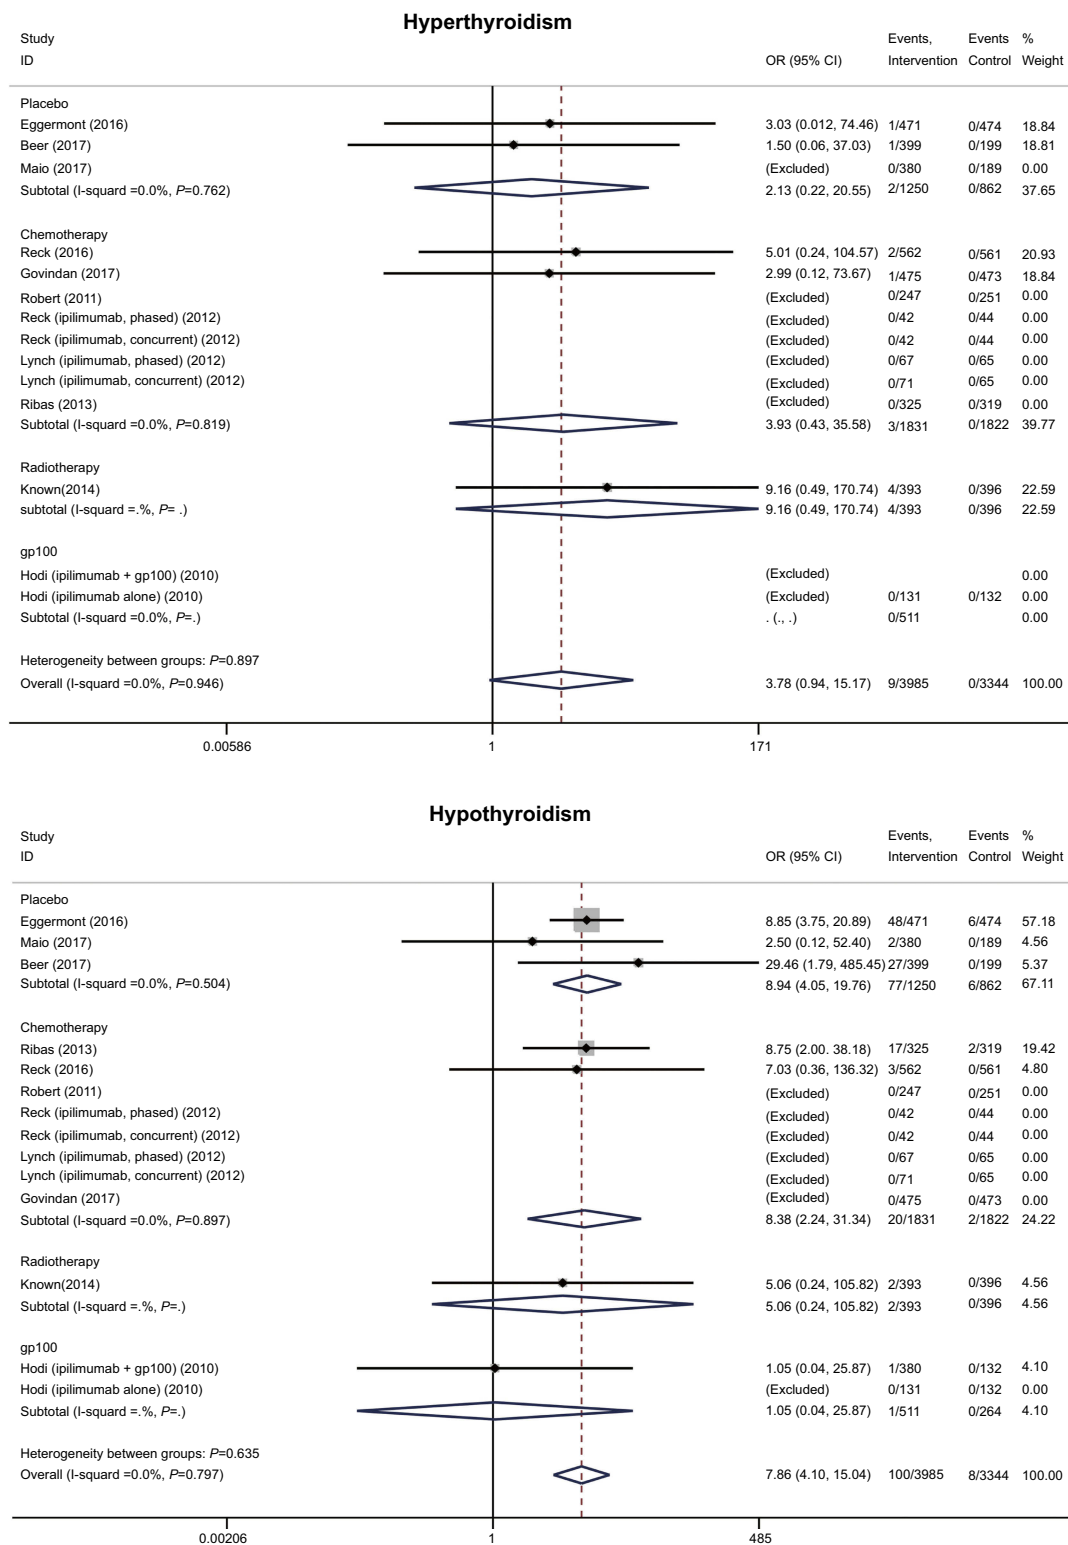 Hyperthyroidism
Study Events, Events %
ID OR (95% CI) Intervention Control Weight
Placebo
Eggermont (2016) 3.03 (0.012, 74.46) 1/471 0/474 18.84
Beer (2017) 1.50 (0.06, 37.03) 1/399 0/199 18.81
Maio (2017) (Excluded) 0/380 0/189 0.00
Subtotal (I-square =0.0%, P=0.762) 2.13 (0.22, 20.55) 2/1250 0/862 37.65
Chemotherapy
Reck (2016) 5.01 (0.24, 104.57) 2/562 0/561 20.93
Govindan (2017) 2.99 (0.12, 73.67) 1/475 0/473 18.84
Robert (2011) (Excluded) 0/247 0/251 0.00
Reck (ipilimumab, phased) (2012) (Excluded) 0/42 0/44 0.00
Reck (ipilimumab, concurrent) (2012) (Excluded) 0/42 0/44 0.00
Lynch (ipilimumab, phased) (2012) (Excluded) 0/67 0/65 0.00
Lynch (ipilimumab, concurrent) (2012) (Excluded) 0/71 0/65 0.00
Ribas (2013) (Excluded) 0/325 0/319 0.00
Subtotal (I-squard =0.0%, P=0.819) 3.93 (0.43, 35.58) 3/1831 0/1822 39.77
Radiotherapy
Known(2014) 9.16 (0.49, 170.74) 4/393 0/396 22.59
subtotal (I-squard =.%, P= .) 9.16 (0.49, 170.74) 4/393 0/396 22.59
gp100
Hodi (ipilimumab + gp100) (2010) (Excluded) 0.00
Hodi (ipilimumab alone) (2010) (Excluded) 0/131 0/132 0.00
Subtotal (I-squard =0.0%, P=.) . (., .) 0/511 0.00
Heterogeneity between groups: P=0.897
Overall (I-squard =0.0%, P=0.946) 3.78 (0.94, 15.17) 9/3985 0/3344 100.00
0.00586 1 171
Hypothyroidism
Study Events, Events %
ID OR (95% CI) Intervention Control Weight
Placebo
Eggermont (2016) 8.85 (3.75, 20.89) 48/471 6/474 57.18
Maio (2017) 2.50 (0.12, 52.40) 2/380 0/189 4.56
Beer (2017) 29.46 (1.79, 485.45) 27/399 0/199 5.37
Subtotal (I-squard =0.0%, P=0.504) 8.94 (4.05, 19.76) 77/1250 6/862 67.11
Chemotherapy
Ribas (2013) 8.75 (2.00. 38.18) 17/325 2/319 19.42
Reck (2016) 7.03 (0.36, 136.32) 3/562 0/561 4.80
Robert (2011) (Excluded) 0/247 0/251 0.00
Reck (ipilimumab, phased) (2012) (Excluded) 0/42 0/44 0.00
Reck (ipilimumab, concurrent) (2012) (Excluded) 0/42 0/44 0.00
Lynch (ipilimumab, phased) (2012) (Excluded) 0/67 0/65 0.00
Lynch (ipilimumab, concurrent) (2012) (Excluded) 0/71 0/65 0.00
Govindan (2017) (Excluded) 0/475 0/473 0.00
Subtotal (I-squard =0.0%, P=0.897) 8.38 (2.24, 31.34) 20/1831 2/1822 24.22
Radiotherapy
Known(2014) 5.06 (0.24, 105.82) 2/393 0/396 4.56
Subtotal (I-squard =.%, P=.) 5.06 (0.24, 105.82) 2/393 0/396 4.56
gp100
Hodi (ipilimumab + gp100) (2010) 1.05 (0.04, 25.87) 1/380 0/132 4.10
Hodi (ipilimumab alone) (2010) (Excluded) 0/131 0/132 0.00
Subtotal (I-squard =.%, P=.) 1.05 (0.04, 25.87) 1/511 0/264 4.10
Heterogeneity between groups: P=0.635
Overall (I-squard =0.0%, P=0.797) 7.86 (4.10, 15.04) 100/3985 8/3344 100.00
0.00206 1 485